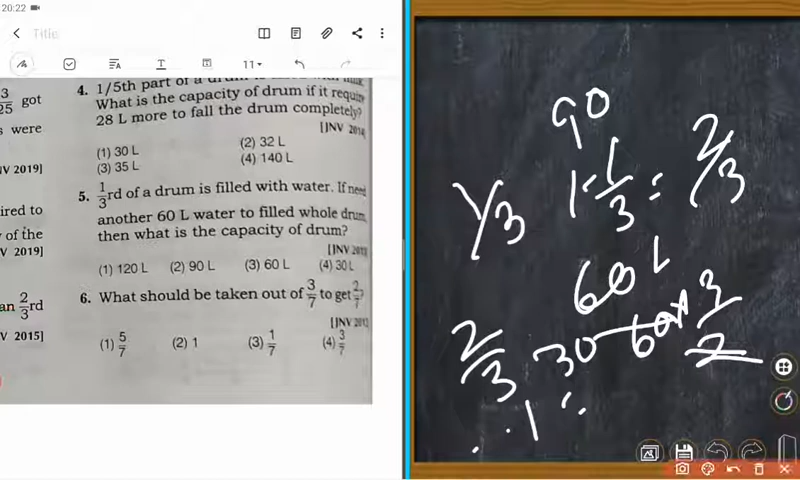 20:22
Title
11
3
25 got
s were
V 2019]
ired to
y of the
V 2019]
an 2/3rd
V 2015]
4. 1/5th part of a drum is filled with
What is the capacity of drum if it require
28 L more to fall the drum completely?
[JNV 2014]
(1) 30 L (2) 32 L
(3) 35 L (4) 140 L
5. 1/3rd of a drum is filled with water. If need
another 60 L water to filled whole drum,
then what is the capacity of drum?
[JNV 2013]
(1) 120 L (2) 90 L (3) 60 L (4) 30 L
6. What should be taken out of 3/7 to get 2/7?
(1) 5/7 (2) 1 (3) 1/7 (4) 3/7
90
1/3 1-1/3 = 2/3
60 L
2/3 30 60 3/2